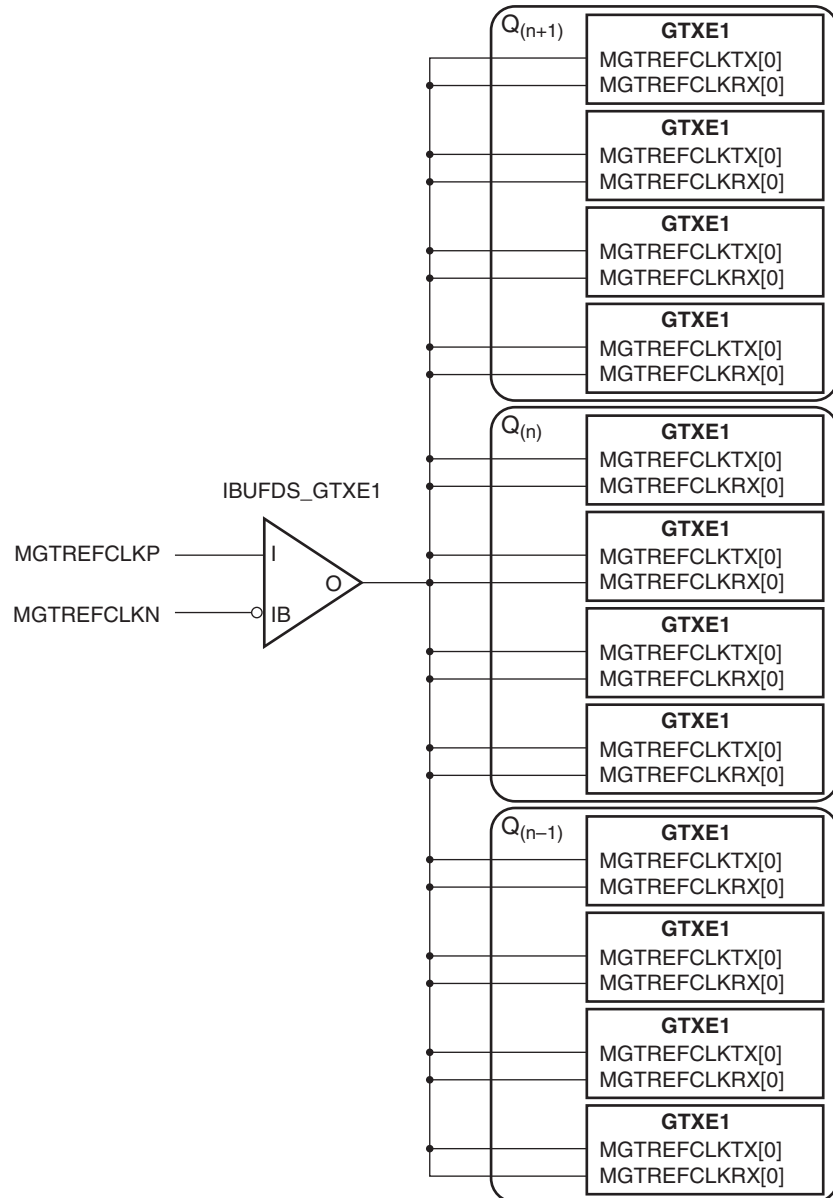 Q(n+1)
GTXE1
MGTREFCLKTX[0]
MGTREFCLKRX[0]
GTXE1
MGTREFCLKTX[0]
MGTREFCLKRX[0]
GTXE1
MGTREFCLKTX[0]
MGTREFCLKRX[0]
GTXE1
MGTREFCLKTX[0]
MGTREFCLKRX[0]
Q(n)
GTXE1
MGTREFCLKTX[0]
MGTREFCLKRX[0]
GTXE1
MGTREFCLKTX[0]
MGTREFCLKRX[0]
GTXE1
MGTREFCLKTX[0]
MGTREFCLKRX[0]
GTXE1
MGTREFCLKTX[0]
MGTREFCLKRX[0]
IBUFDS_GTXE1
MGTREFCLKP
I
O
MGTREFCLKN
IB
Q(n–1)
GTXE1
MGTREFCLKTX[0]
MGTREFCLKRX[0]
GTXE1
MGTREFCLKTX[0]
MGTREFCLKRX[0]
GTXE1
MGTREFCLKTX[0]
MGTREFCLKRX[0]
GTXE1
MGTREFCLKTX[0]
MGTREFCLKRX[0]